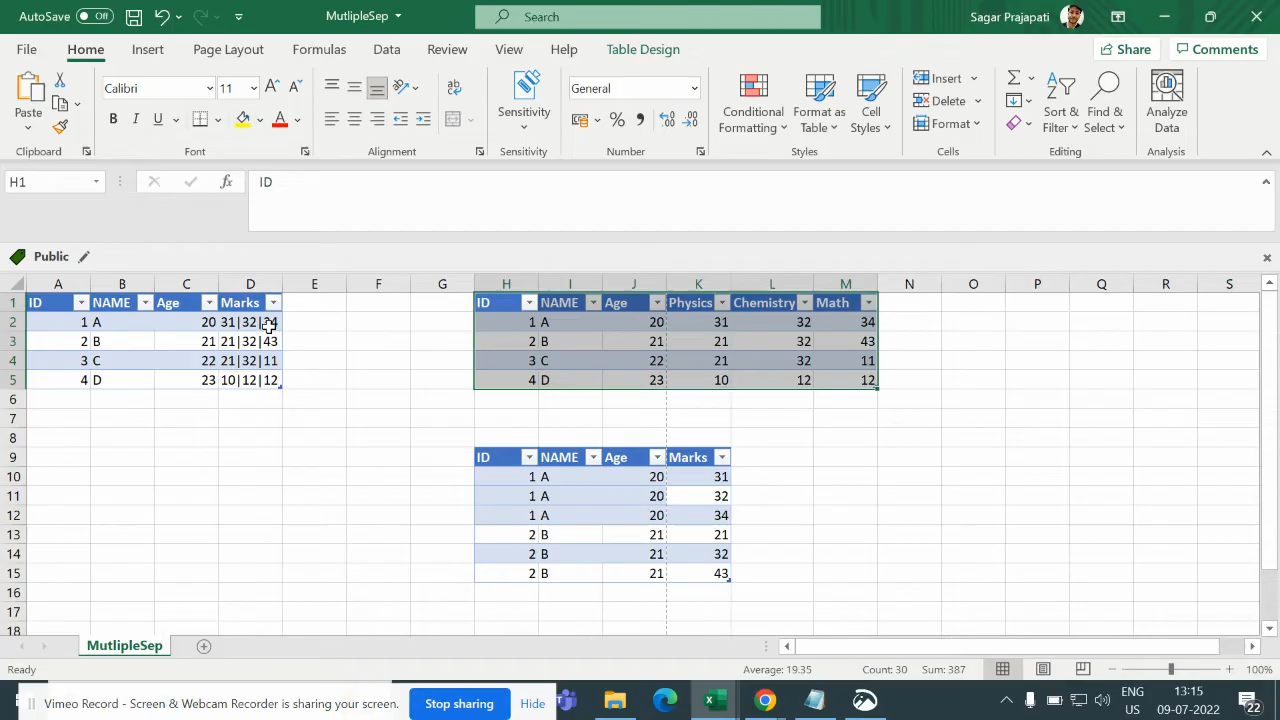 AutoSave Off MutlipleSep Search Sagar Prajapati
File Home Insert Page Layout Formulas Data Review View Help Table Design Share Comments
Paste Calibri 11 General Conditional Formatting Format as Table Cell Styles Insert Delete Format Sort & Filter Find & Select Analyze Data Sensitivity
Clipboard Font Alignment Sensitivity Number Styles Cells Editing Analysis
H1 fx ID
Public
A B C D E F G H I J K L M N O P Q R S
1 ID NAME Age Marks ID NAME Age Physics Chemistry Math
2 1 A 20 31|32|34 1 A 20 31 32 34
3 2 B 21 21|32|43 2 B 21 21 32 43
4 3 C 22 21|32|11 3 C 22 21 32 11
5 4 D 23 10|12|12 4 D 23 10 12 12
6
7
8
9 ID NAME Age Marks
10 1 A 20 31
11 1 A 20 32
12 1 A 20 34
13 2 B 21 21
14 2 B 21 32
15 2 B 21 43
16
17
18
MutlipleSep
Ready Average: 19.35 Count: 30 Sum: 387 100%
Video Record - Screen & Webcam Recorder is sharing your screen. Stop sharing Hide
ENG US 13:15 09-07-2022 22